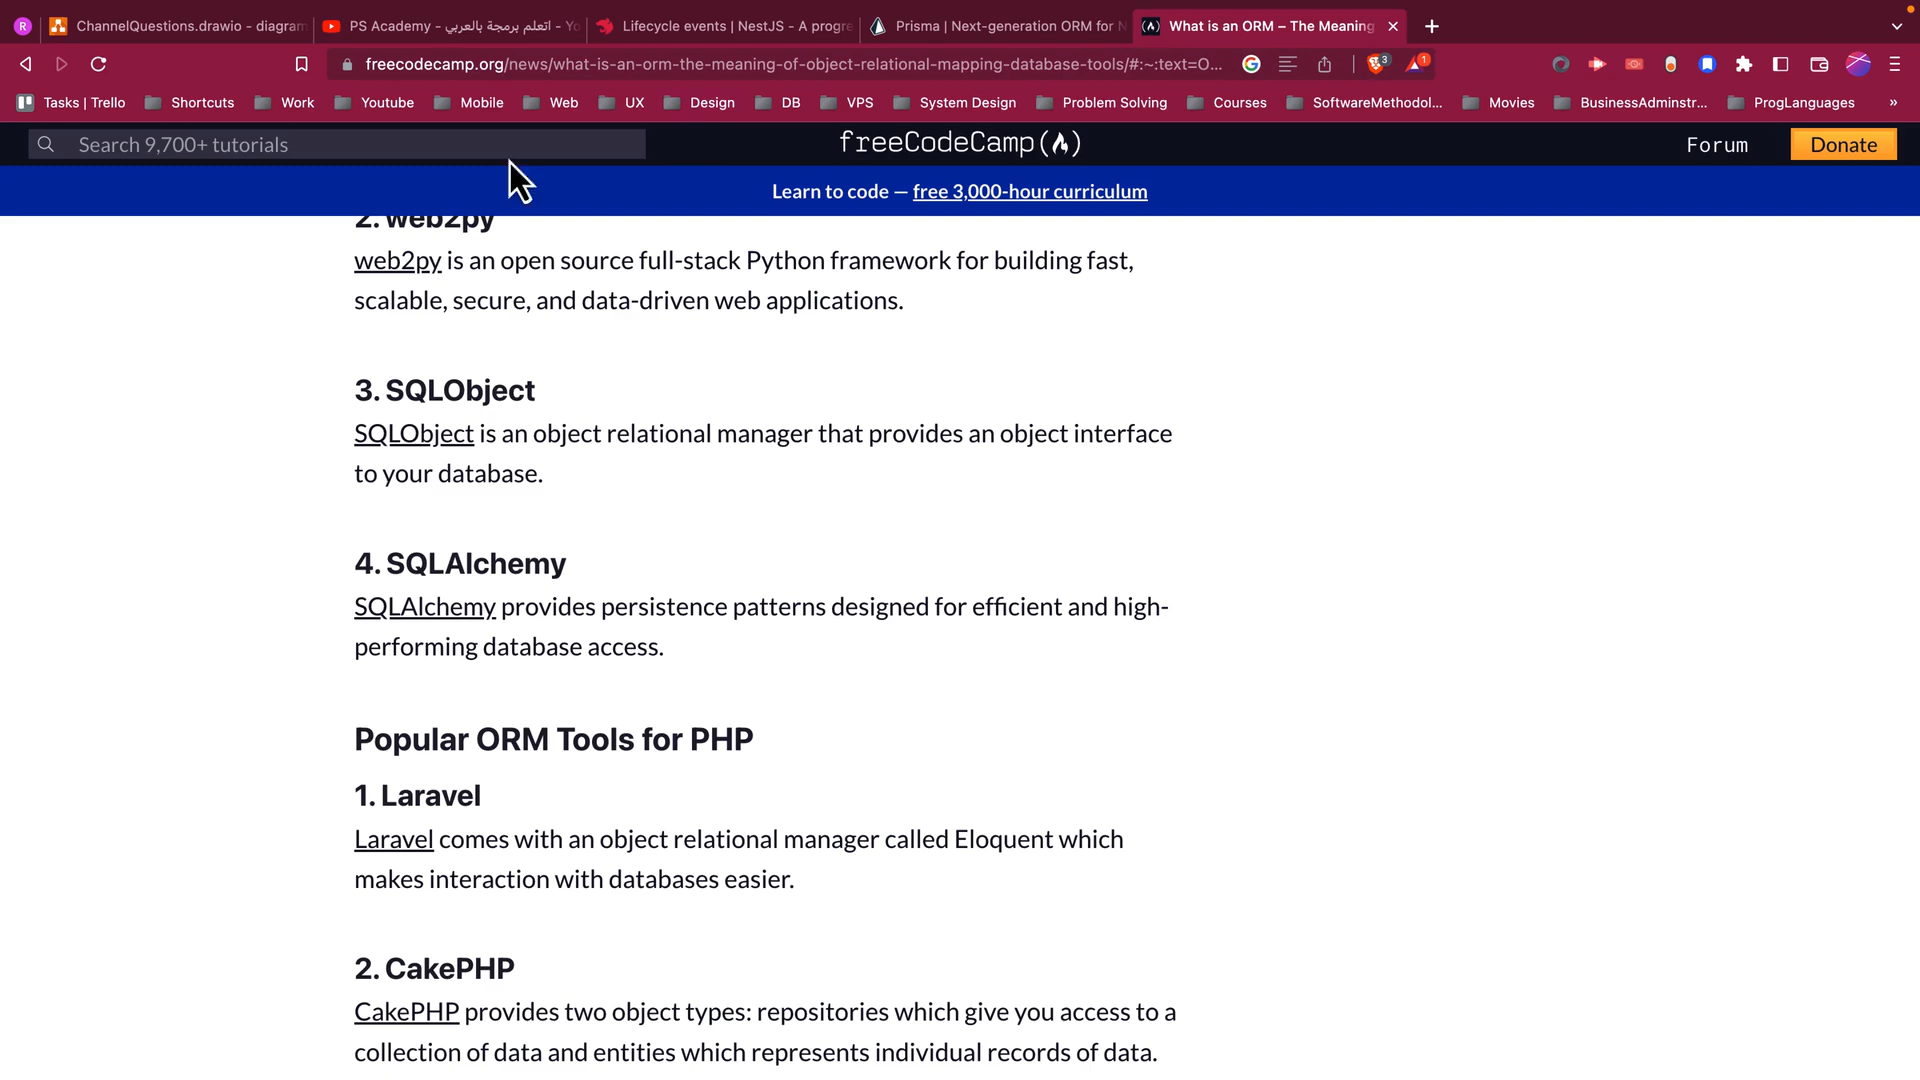 R
ChannelQuestions.drawio - diagram
PS Academy - اتعلم برمجة بالعربي - Yo
Lifecycle events | NestJS - A progre
Prisma | Next-generation ORM for N
What is an ORM – The Meaning
freecodecamp.org/news/what-is-an-orm-the-meaning-of-object-relational-mapping-database-tools/#:~:text=O...
3
1
Tasks | Trello
Shortcuts
Work
Youtube
Mobile
Web
UX
Design
DB
VPS
System Design
Problem Solving
Courses
SoftwareMethodol...
Movies
BusinessAdminstr...
ProgLanguages
»
Search 9,700+ tutorials
freeCodeCamp
Forum
Donate
Learn to code — free 3,000-hour curriculum
2. web2py
web2py is an open source full-stack Python framework for building fast,
scalable, secure, and data-driven web applications.
3. SQLObject
SQLObject is an object relational manager that provides an object interface
to your database.
4. SQLAlchemy
SQLAlchemy provides persistence patterns designed for efficient and high-
performing database access.
Popular ORM Tools for PHP
1. Laravel
Laravel comes with an object relational manager called Eloquent which
makes interaction with databases easier.
2. CakePHP
CakePHP provides two object types: repositories which give you access to a
collection of data and entities which represents individual records of data.